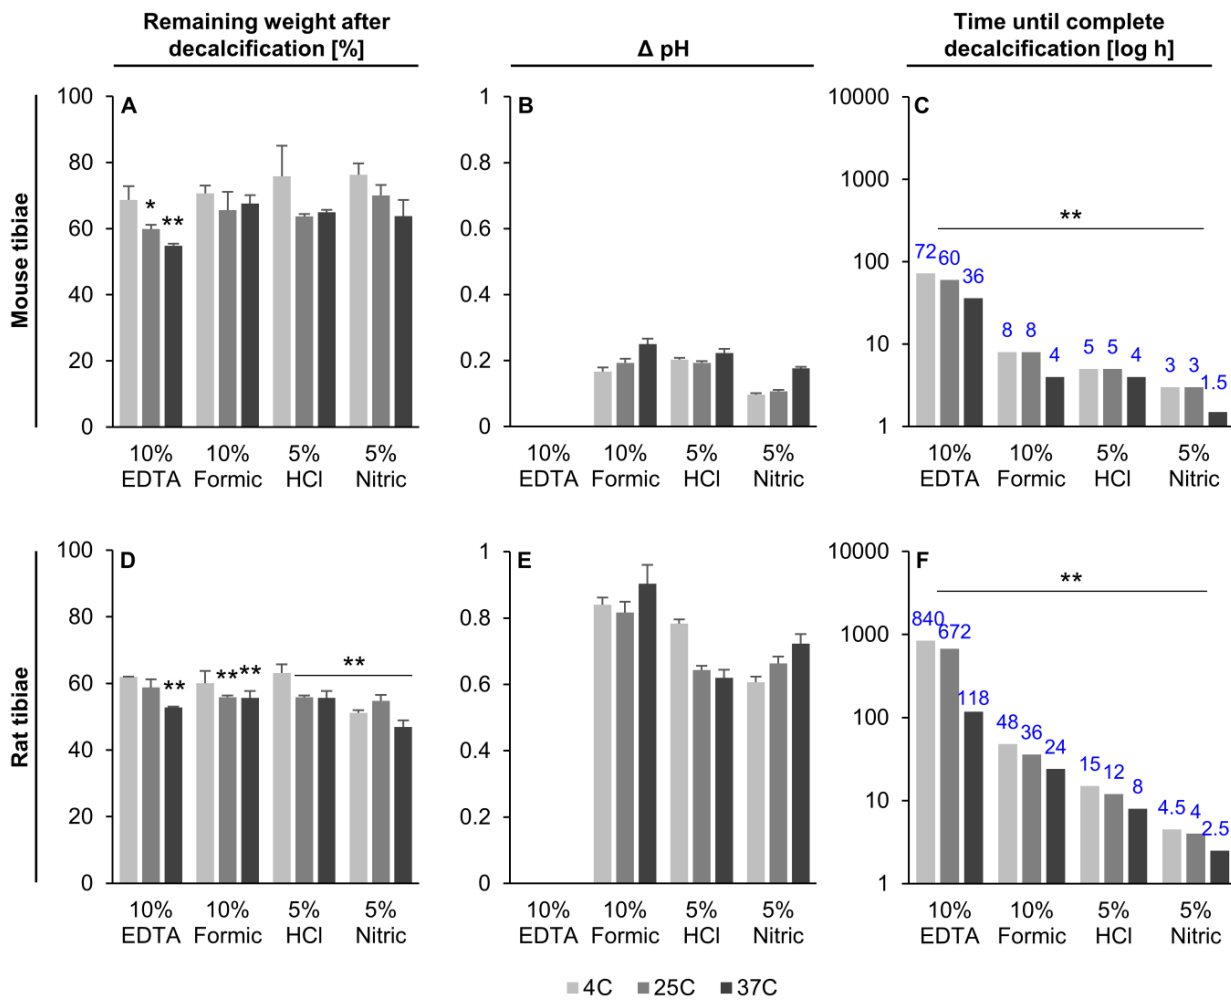 Remaining weight after
decalcification [%]
Δ pH
Time until complete
decalcification [log h]
Mouse tibiae
A
100
80
60
40
20
0
* **
10% 10% 5% 5%
EDTA Formic HCl Nitric
B
1
0.8
0.6
0.4
0.2
0
10% 10% 5% 5%
EDTA Formic HCl Nitric
C
10000
1000
100
10
1
**
72 60 36
8 8 4
5 5 4
3 3 1.5
10% 10% 5% 5%
EDTA Formic HCl Nitric
Rat tibiae
D
100
80
60
40
20
0
** ** ** **
10% 10% 5% 5%
EDTA Formic HCl Nitric
E
1
0.8
0.6
0.4
0.2
0
10% 10% 5% 5%
EDTA Formic HCl Nitric
F
10000
1000
100
10
1
**
840 672 118
48 36 24
15 12 8
4.5 4 2.5
10% 10% 5% 5%
EDTA Formic HCl Nitric
4C 25C 37C